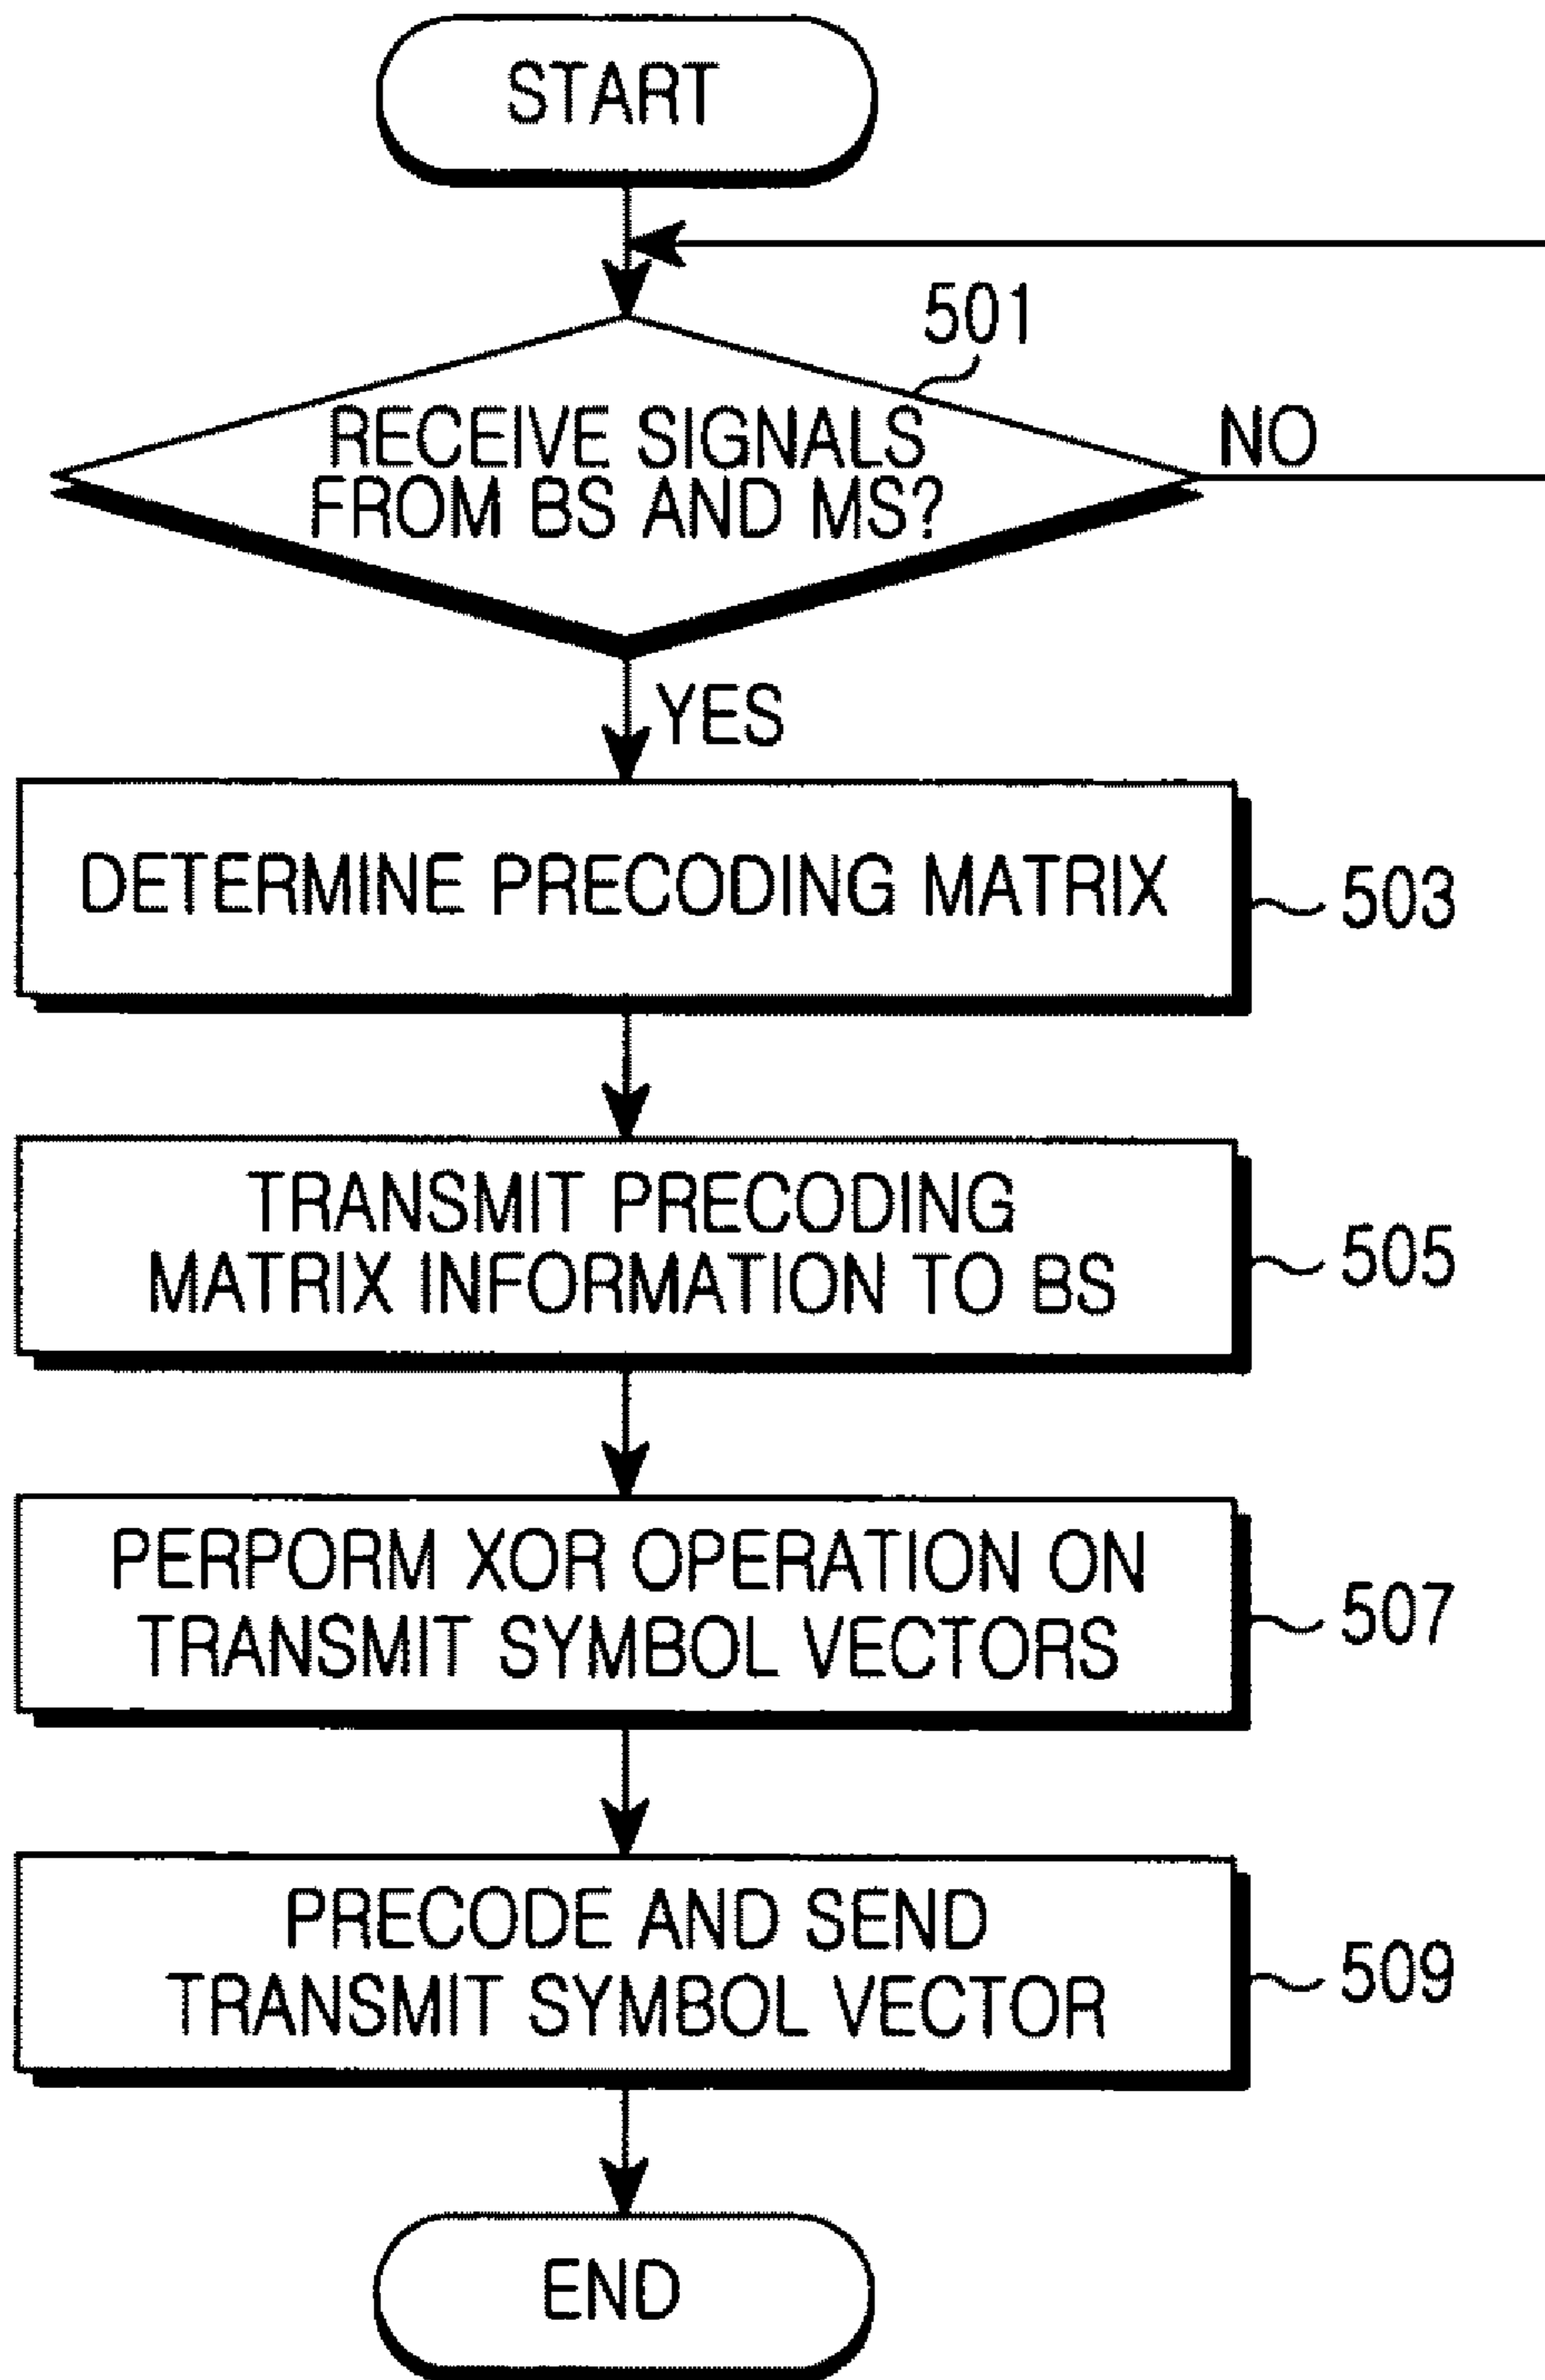 START
501
RECEIVE SIGNALS
FROM BS AND MS?
NO
YES
DETERMINE PRECODING MATRIX
503
TRANSMIT PRECODING
MATRIX INFORMATION TO BS
505
PERPORM XOR OPERATION ON
TRANSMIT SYMBOL VECTORS
507
PRECODE AND SEND
TRANSMIT SYMBOL VECTOR
509
END